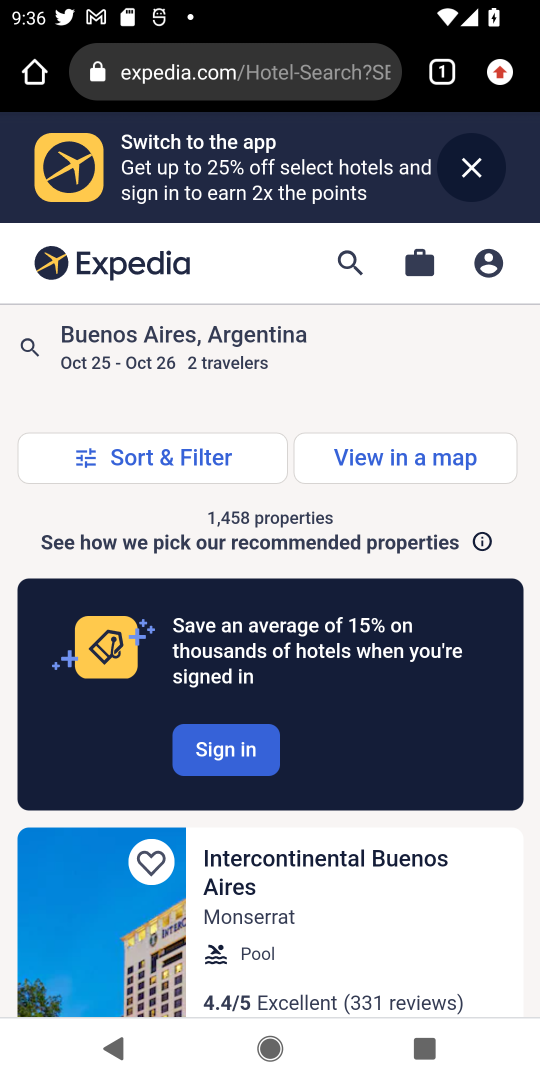 9:36
expedia.com/Hotel-Search?SE
1
Switch to the app
Get up to 25% off select hotels and
sign in to earn 2x the points
Expedia
Buenos Aires, Argentina
Oct 25 - Oct 26 2 travelers
Sort & Filter
View in a map
1,458 properties
See how we pick our recommended properties
Save an average of 15% on
thousands of hotels when you're
signed in
Sign in
Intercontinental Buenos
Aires
Monserrat
Pool
4.4/5 Excellent (331 reviews)